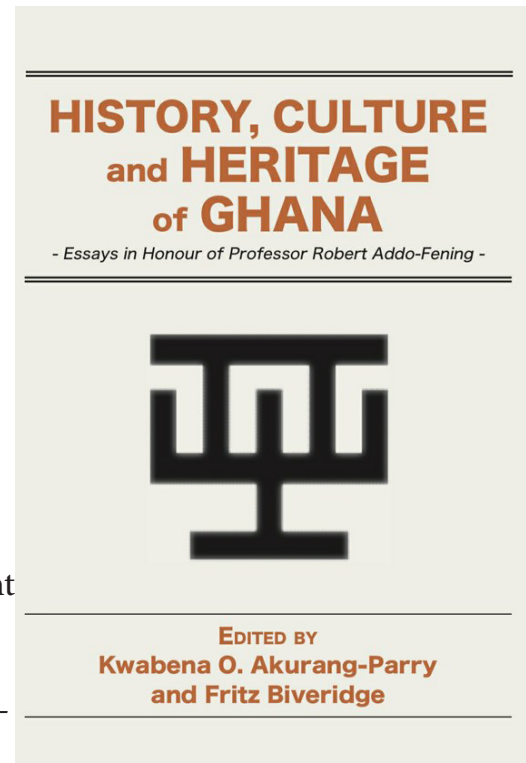 HISTORY, CULTURE
and HERITAGE
of GHANA
- Essays in Honour of Professor Robert Addo-Fening -
EDITED BY
Kwabena O. Akurang-Parry
and Fritz Biveridge